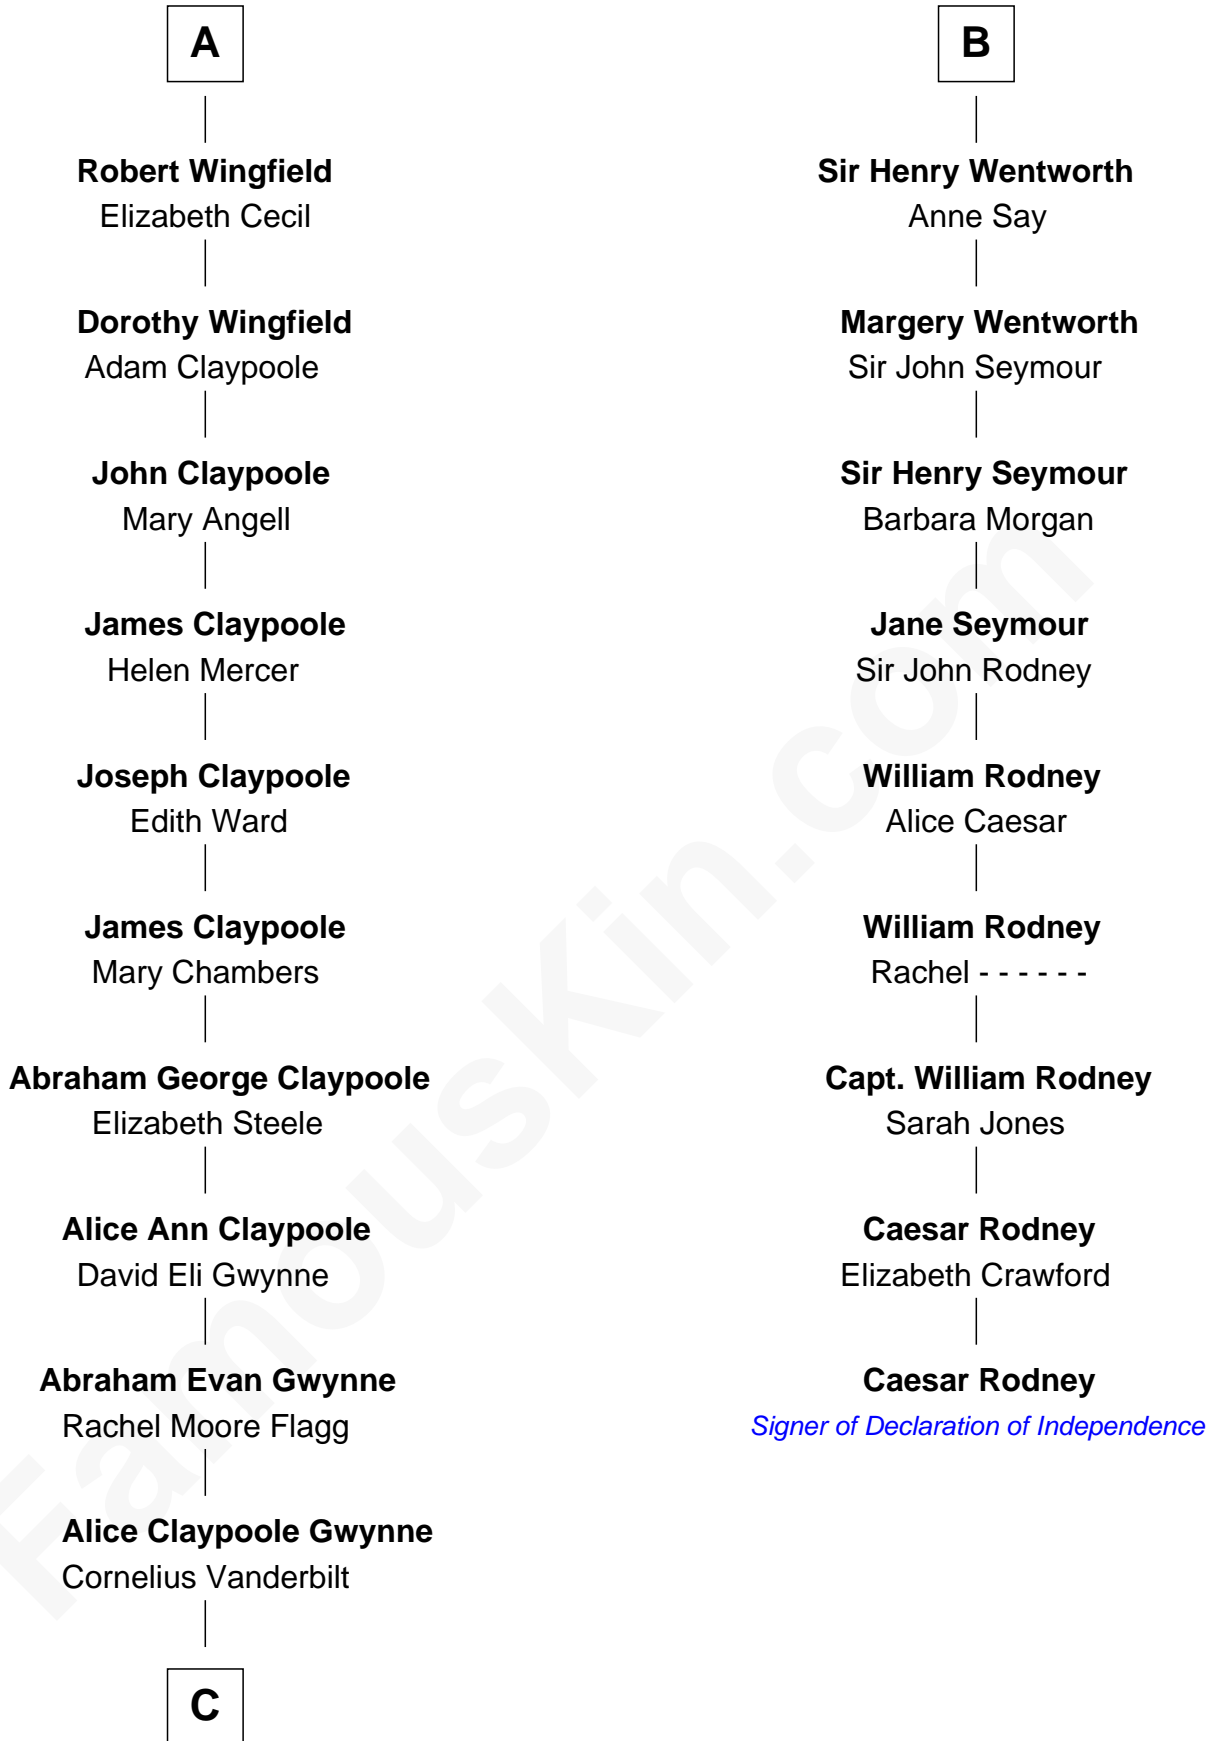 A
Robert Wingfield
Elizabeth Cecil
Dorothy Wingfield
Adam Claypoole
John Claypoole
Mary Angell
James Claypoole
Helen Mercer
Joseph Claypoole
Edith Ward
James Claypoole
Mary Chambers
Abraham George Claypoole
Elizabeth Steele
Alice Ann Claypoole
David Eli Gwynne
Abraham Evan Gwynne
Rachel Moore Flagg
Alice Claypoole Gwynne
Cornelius Vanderbilt
C
B
Sir Henry Wentworth
Anne Say
Margery Wentworth
Sir John Seymour
Sir Henry Seymour
Barbara Morgan
Jane Seymour
Sir John Rodney
William Rodney
Alice Caesar
William Rodney
Rachel - - - - - -
Capt. William Rodney
Sarah Jones
Caesar Rodney
Elizabeth Crawford
Caesar Rodney
Signer of Declaration of Independence
FamousKin.com